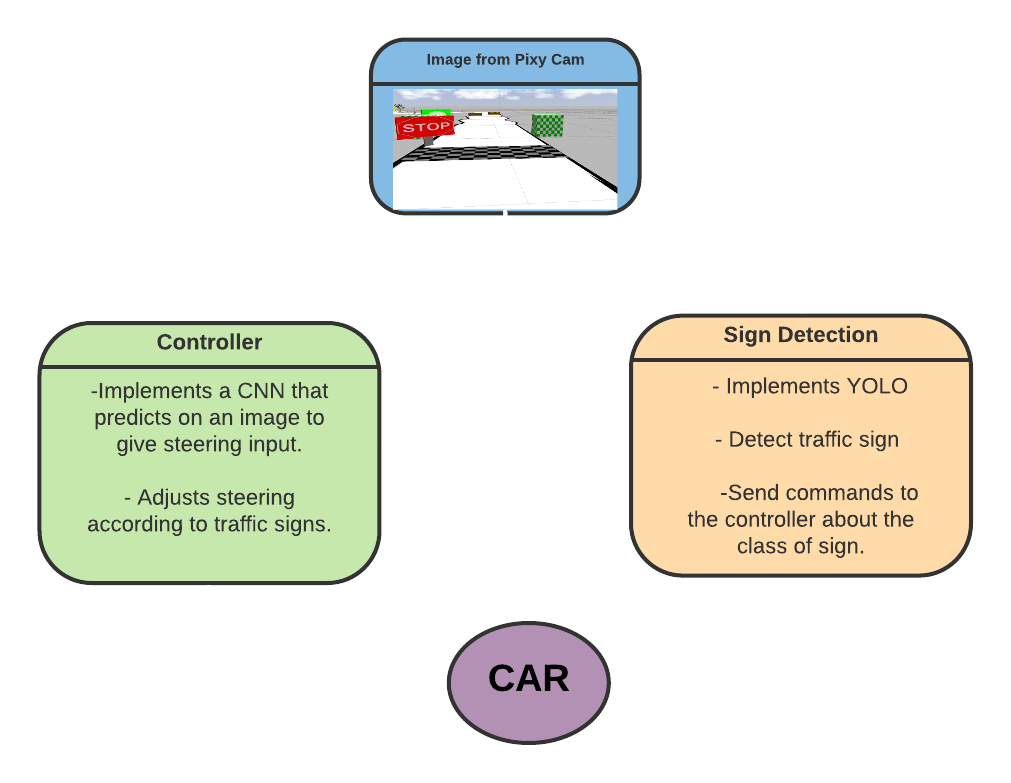 Image from Pixy Cam
STOP
Controller
-Implements a CNN that
predicts on an image to
give steering input.
- Adjusts steering
according to traffic signs.
Sign Detection
- Implements YOLO
- Detect traffic sign
-Send commands to
the controller about the
class of sign.
CAR